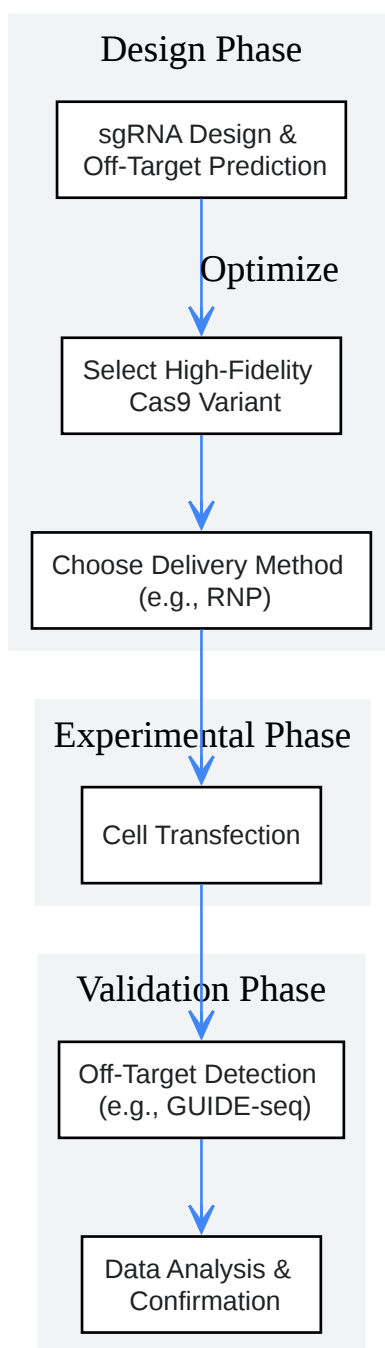 Design Phase
sgRNA Design &
Off-Target Prediction
Optimize
Select High-Fidelity
Cas9 Variant
Choose Delivery Method
(e.g., RNP)
Experimental Phase
Cell Transfection
Validation Phase
Off-Target Detection
(e.g., GUIDE-seq)
Data Analysis &
Confirmation